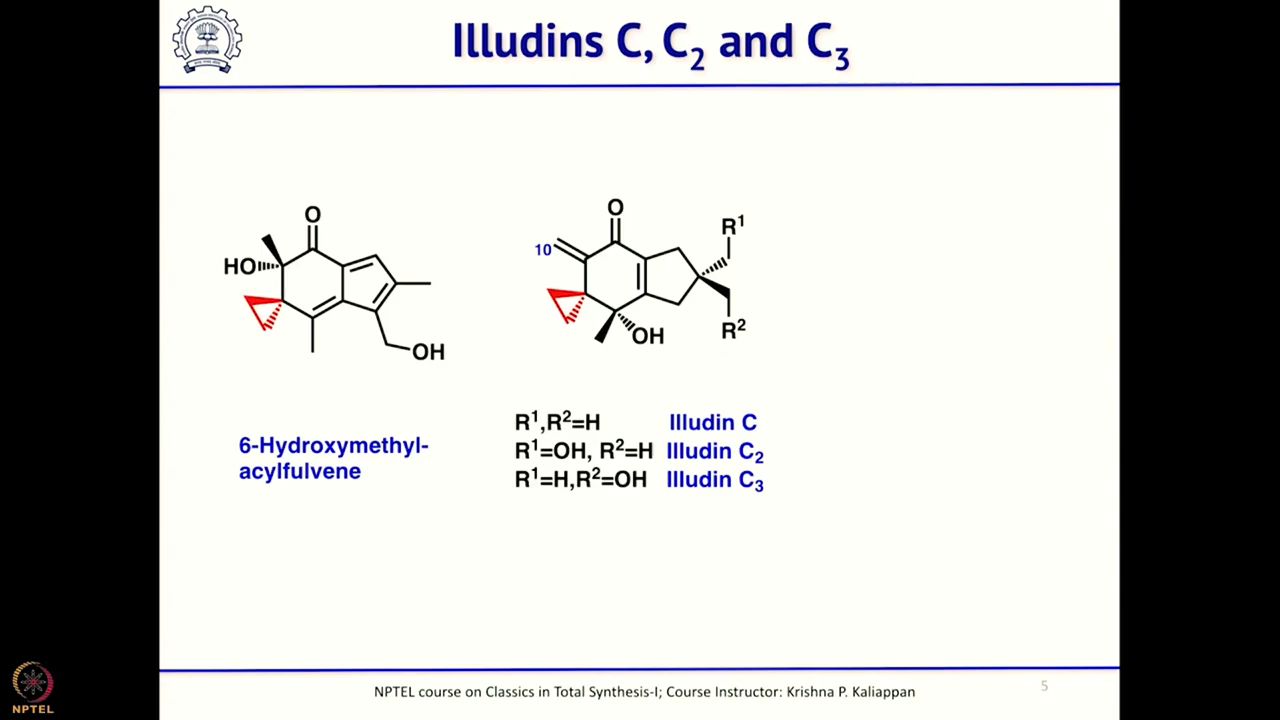 Illudins C, C₂ and C₃
O
HO
OH
O
10
R¹
R²
OH
6-Hydroxymethyl-
acylfulvene
R¹,R²=H Illudin C
R¹=OH, R²=H Illudin C₂
R¹=H,R²=OH Illudin C₃
NPTEL course on Classics in Total Synthesis-I; Course Instructor: Krishna P. Kaliappan
5
NPTEL